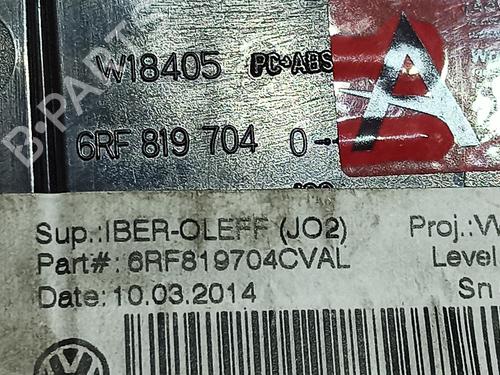 W18405 PC-ABS
6RF 819 704 0
B-PARTS
Sup.:IBER-OLEFF (JO2)
Proj.:V
Part#: 6RF819704CVAL
Level
Date: 10.03.2014
Sn